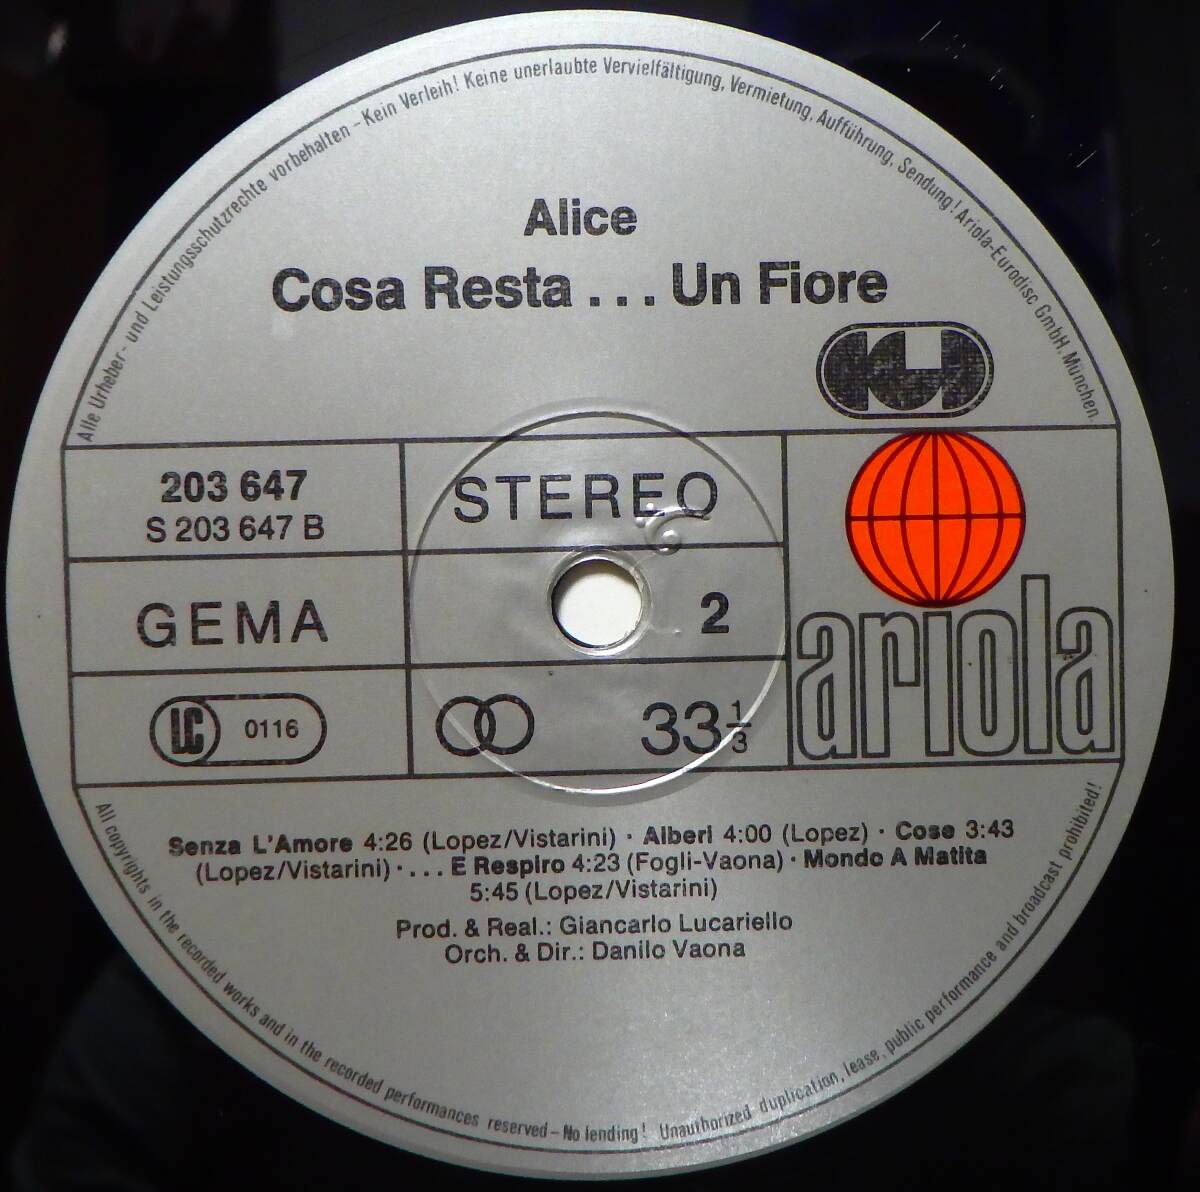 Alle Urheber- und Leistungsschutzrechte vorbehalten – Kein Verleih! Keine unerlaubte Vervielfältigung, Vermietung, Aufführung, Sendung! Ariola-Eurodisc GmbH. München.
Alice
Cosa Resta . . . Un Fiore
203 647
S 203 647 B
STEREO
GEMA
2
LC 0116
33 1/3
ariola
Senza L'Amore 4:26 (Lopez/Vistarini) · Alberi 4:00 (Lopez) · Cose 3:43
(Lopez/Vistarini) · . . . E Respiro 4:23 (Fogli-Vaona) · Mondo A Matita
5:45 (Lopez/Vistarini)
Prod. & Real.: Giancarlo Lucariello
Orch. & Dir.: Danilo Vaona
All copyrights in the recorded works and in the recorded performances reserved – No lending! Unauthorized duplication, lease, public performance and broadcast prohibited!